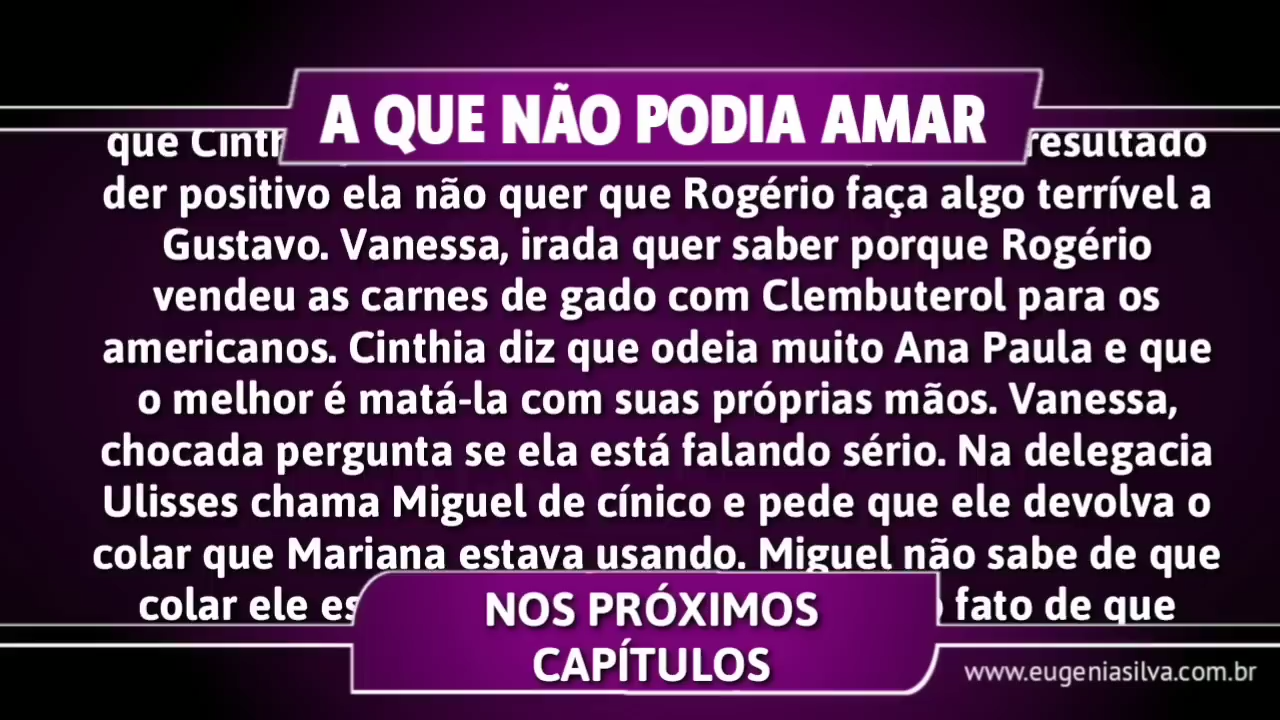 A QUE NÃO PODIA AMAR
que resultado
der positivo ela não quer que Rogério faça algo terrível a
Gustavo. Vanessa, irada quer saber porque Rogério
vendeu as carnes de gado com Clembuterol para os
americanos. Cinthia diz que odeia muito Ana Paula e que
o melhor é matá-la com suas próprias mãos. Vanessa,
chocada pergunta se ela está falando sério. Na delegacia
Ulisses chama Miguel de cínico e pede que ele devolva o
colar que Mariana estava usando. Miguel não sabe de que
colar ele fato de que
NOS PRÓXIMOS
CAPÍTULOS
www.eugeniasilva.com.br